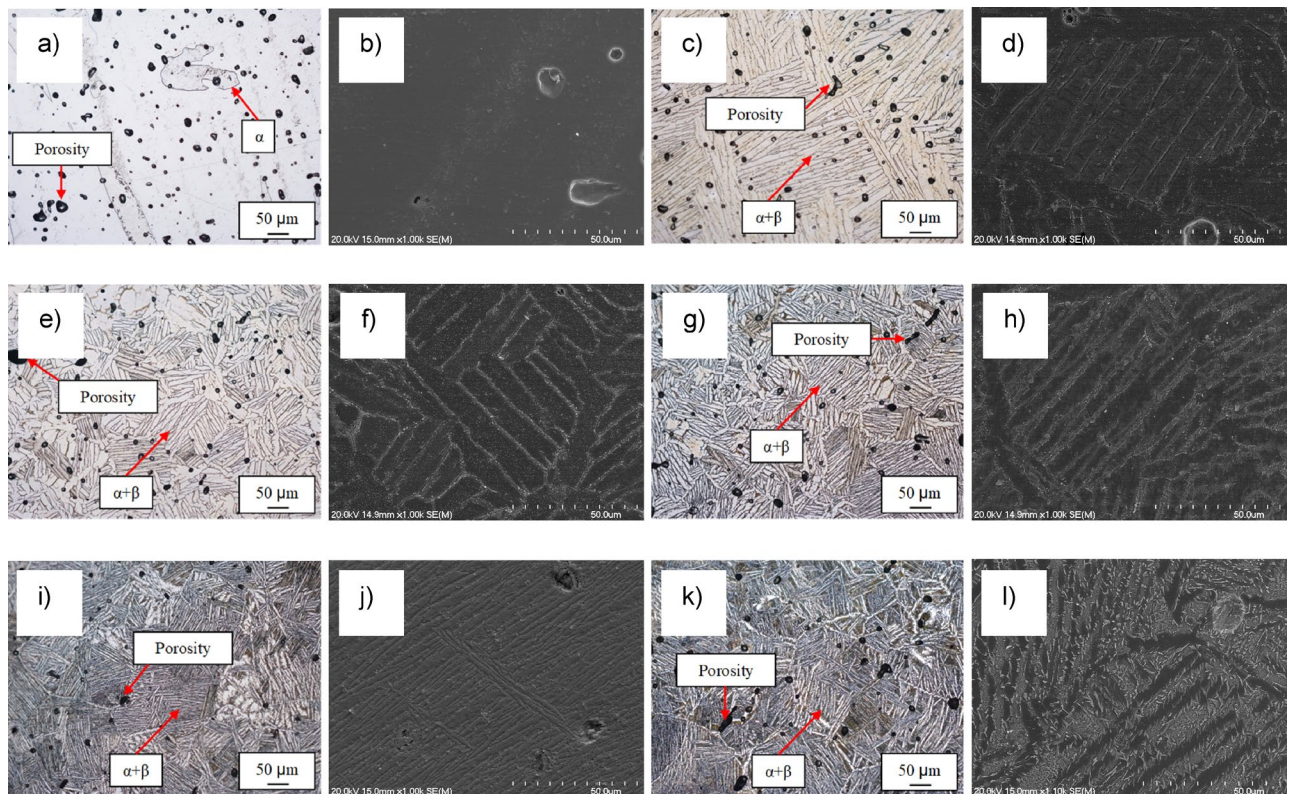 a)
α
Porosity
50 µm
b)
20.0kV 15.0mm x1.00k SE(M)
50.0um
c)
Porosity
α+β
50 µm
d)
20.0kV 14.9mm x1.00k SE(M)
50.0um
e)
Porosity
α+β
50 µm
f)
20.0kV 14.9mm x1.00k SE(M)
50.0um
g)
Porosity
α+β
50 µm
h)
20.0kV 14.9mm x1.00k SE(M)
50.0um
i)
Porosity
α+β
50 µm
j)
20.0kV 15.0mm x1.00k SE(M)
50.0um
k)
Porosity
α+β
50 µm
l)
20.0kV 15.0mm x1.10k SE(M)
50.0um